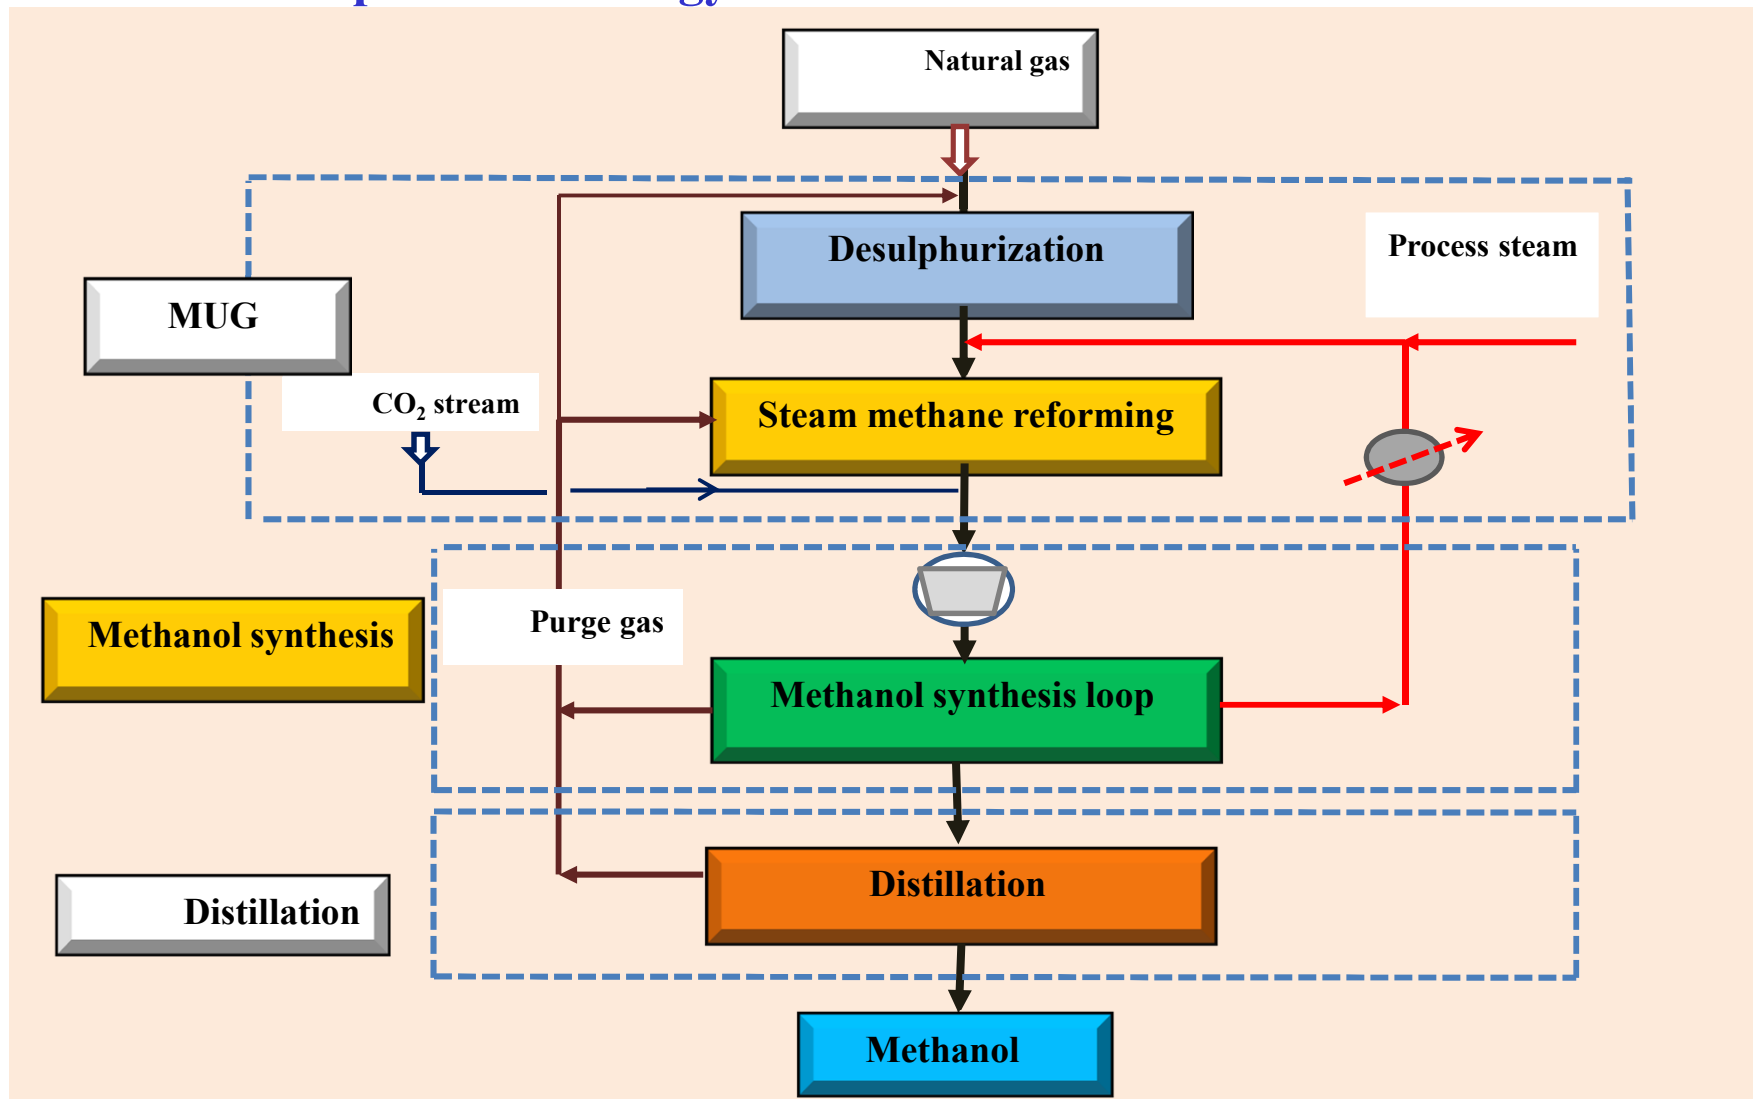 Natural gas
Desulphurization
Process steam
MUG
CO₂ stream
Steam methane reforming
Purge gas
Methanol synthesis
Methanol synthesis loop
Distillation
Distillation
Methanol